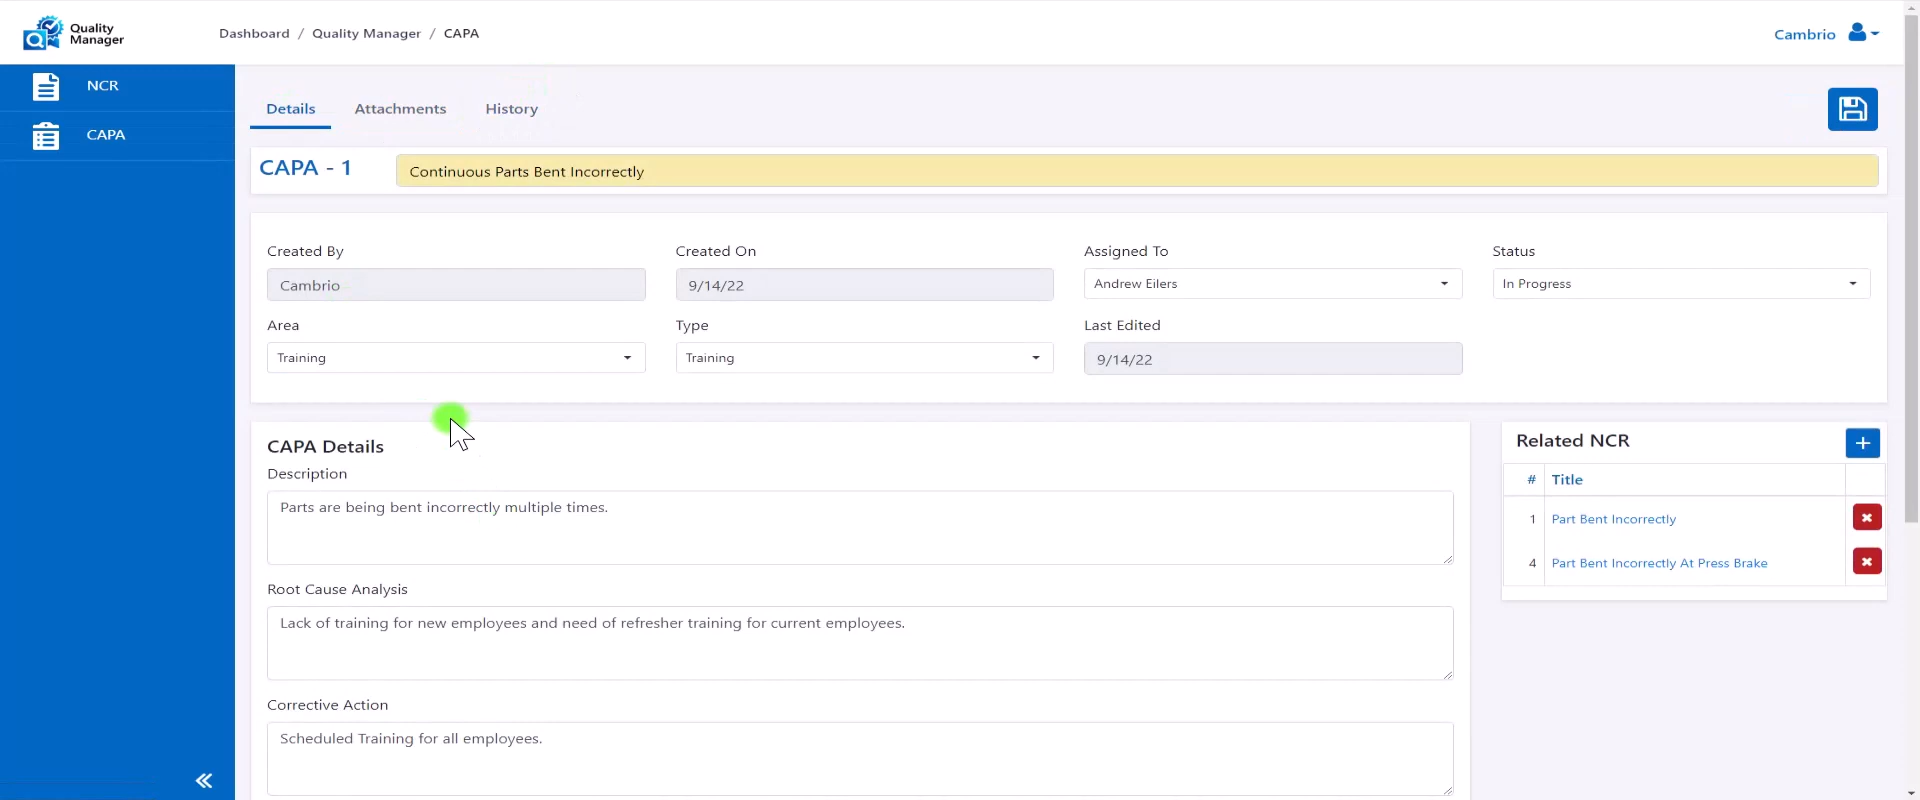 Quality
Manager
Dashboard / Quality Manager / CAPA
Cambrio
NCR
CAPA
Details Attachments History
CAPA - 1 Continuous Parts Bent Incorrectly
Created By Created On Assigned To Status
Cambrio 9/14/22 Andrew Eilers In Progress
Area Type Last Edited
Training Training 9/14/22
CAPA Details
Description
Parts are being bent incorrectly multiple times.
Root Cause Analysis
Lack of training for new employees and need of refresher training for current employees.
Corrective Action
Scheduled Training for all employees.
Related NCR
# Title
1 Part Bent Incorrectly
4 Part Bent Incorrectly At Press Brake